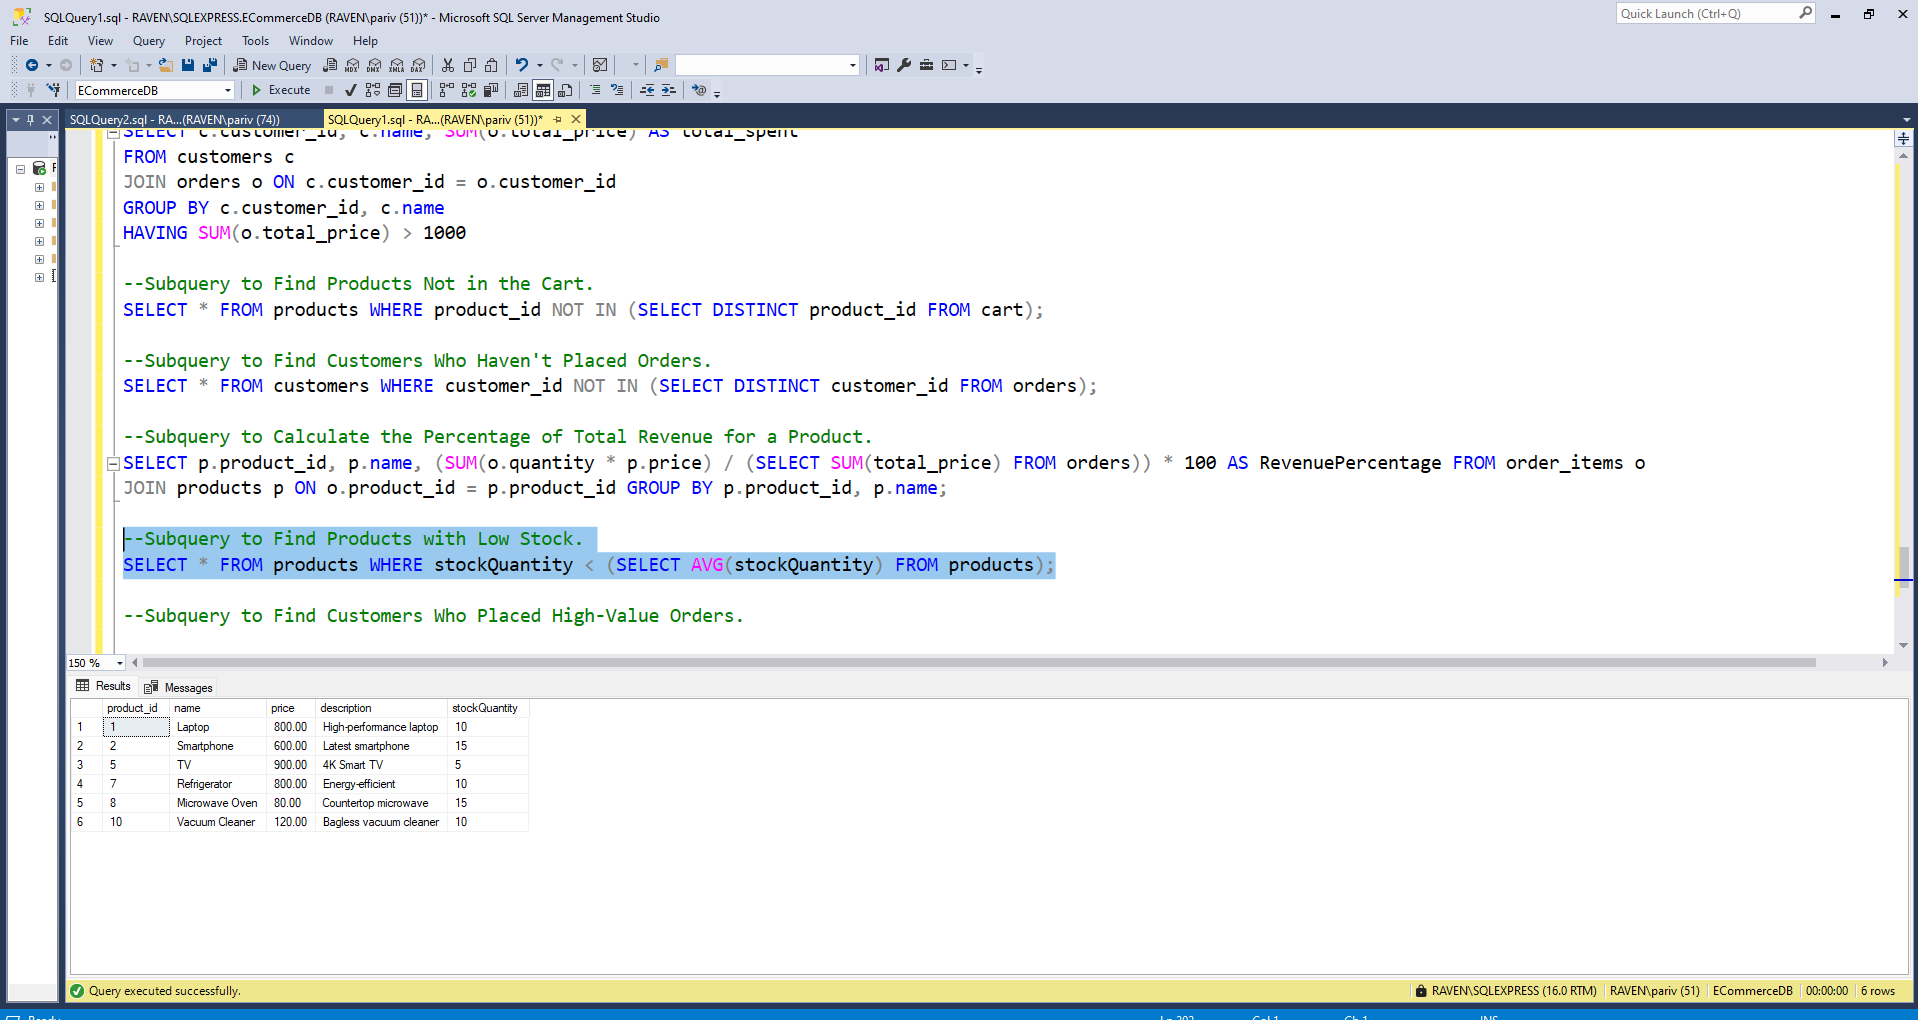 SQLQuery1.sql - RAVEN\SQLEXPRESS.ECommerceDB (RAVEN\pariv (51))* - Microsoft SQL Server Management Studio
Quick Launch (Ctrl+Q)
File Edit View Query Project Tools Window Help
New Query
MDX DMX XMLA DAX
ECommerceDB
Execute
SQLQuery2.sql - RA...(RAVEN\pariv (74))
SQLQuery1.sql - RA...(RAVEN\pariv (51))*
SELECT c.customer_id, c.name, SUM(o.total_price) AS total_spent
FROM customers c
JOIN orders o ON c.customer_id = o.customer_id
GROUP BY c.customer_id, c.name
HAVING SUM(o.total_price) > 1000
--Subquery to Find Products Not in the Cart.
SELECT * FROM products WHERE product_id NOT IN (SELECT DISTINCT product_id FROM cart);
--Subquery to Find Customers Who Haven't Placed Orders.
SELECT * FROM customers WHERE customer_id NOT IN (SELECT DISTINCT customer_id FROM orders);
--Subquery to Calculate the Percentage of Total Revenue for a Product.
SELECT p.product_id, p.name, (SUM(o.quantity * p.price) / (SELECT SUM(total_price) FROM orders)) * 100 AS RevenuePercentage FROM order_items o
JOIN products p ON o.product_id = p.product_id GROUP BY p.product_id, p.name;
--Subquery to Find Products with Low Stock.
SELECT * FROM products WHERE stockQuantity < (SELECT AVG(stockQuantity) FROM products);
--Subquery to Find Customers Who Placed High-Value Orders.
150 %
Results Messages
product_id name price description stockQuantity
1 1 Laptop 800.00 High-performance laptop 10
2 2 Smartphone 600.00 Latest smartphone 15
3 5 TV 900.00 4K Smart TV 5
4 7 Refrigerator 800.00 Energy-efficient 10
5 8 Microwave Oven 80.00 Countertop microwave 15
6 10 Vacuum Cleaner 120.00 Bagless vacuum cleaner 10
Query executed successfully.
RAVEN\SQLEXPRESS (16.0 RTM) RAVEN\pariv (51) ECommerceDB 00:00:00 6 rows
Ready
Col 1
Ch 1
INS